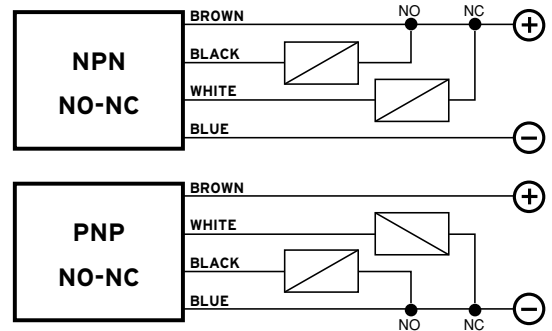 BROWN
NO
NC
+
NPN
NO-NC
BLACK
WHITE
BLUE
−
BROWN
+
PNP
NO-NC
WHITE
BLACK
BLUE
−
NO
NC